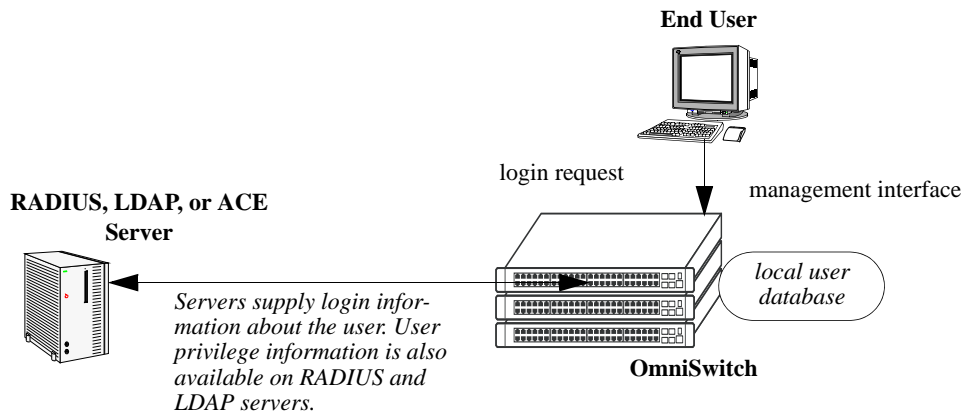 End User
login request
management interface
RADIUS, LDAP, or ACE
Server
local user
database
Servers supply login infor-
mation about the user. User
privilege information is also
available on RADIUS and
LDAP servers.
OmniSwitch